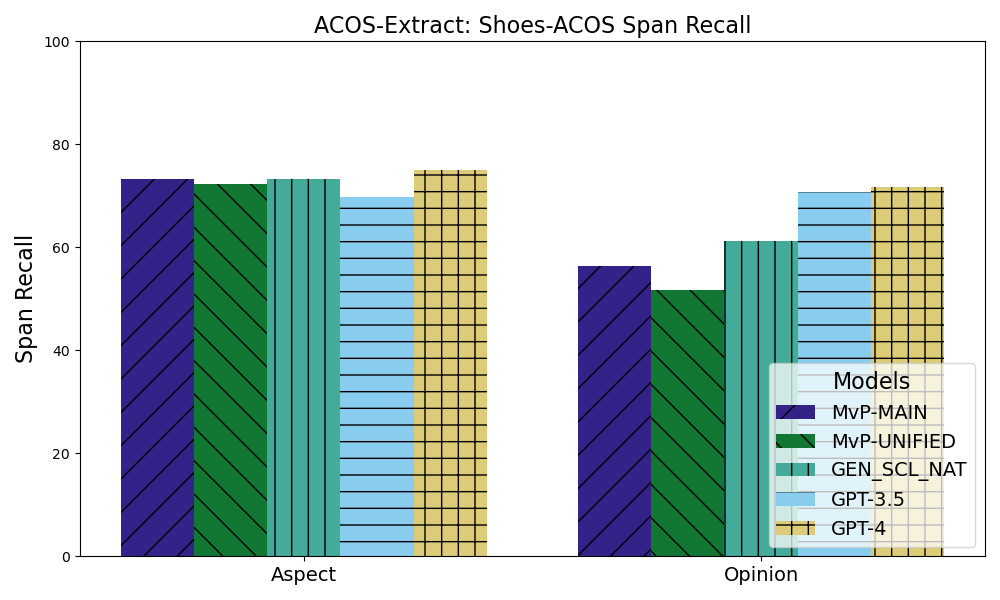 ACOS-Extract: Shoes-ACOS Span Recall
Span Recall
100
80
60
40
20
0
Aspect
Opinion
Models
MvP-MAIN
MvP-UNIFIED
GEN_SCL_NAT
GPT-3.5
GPT-4